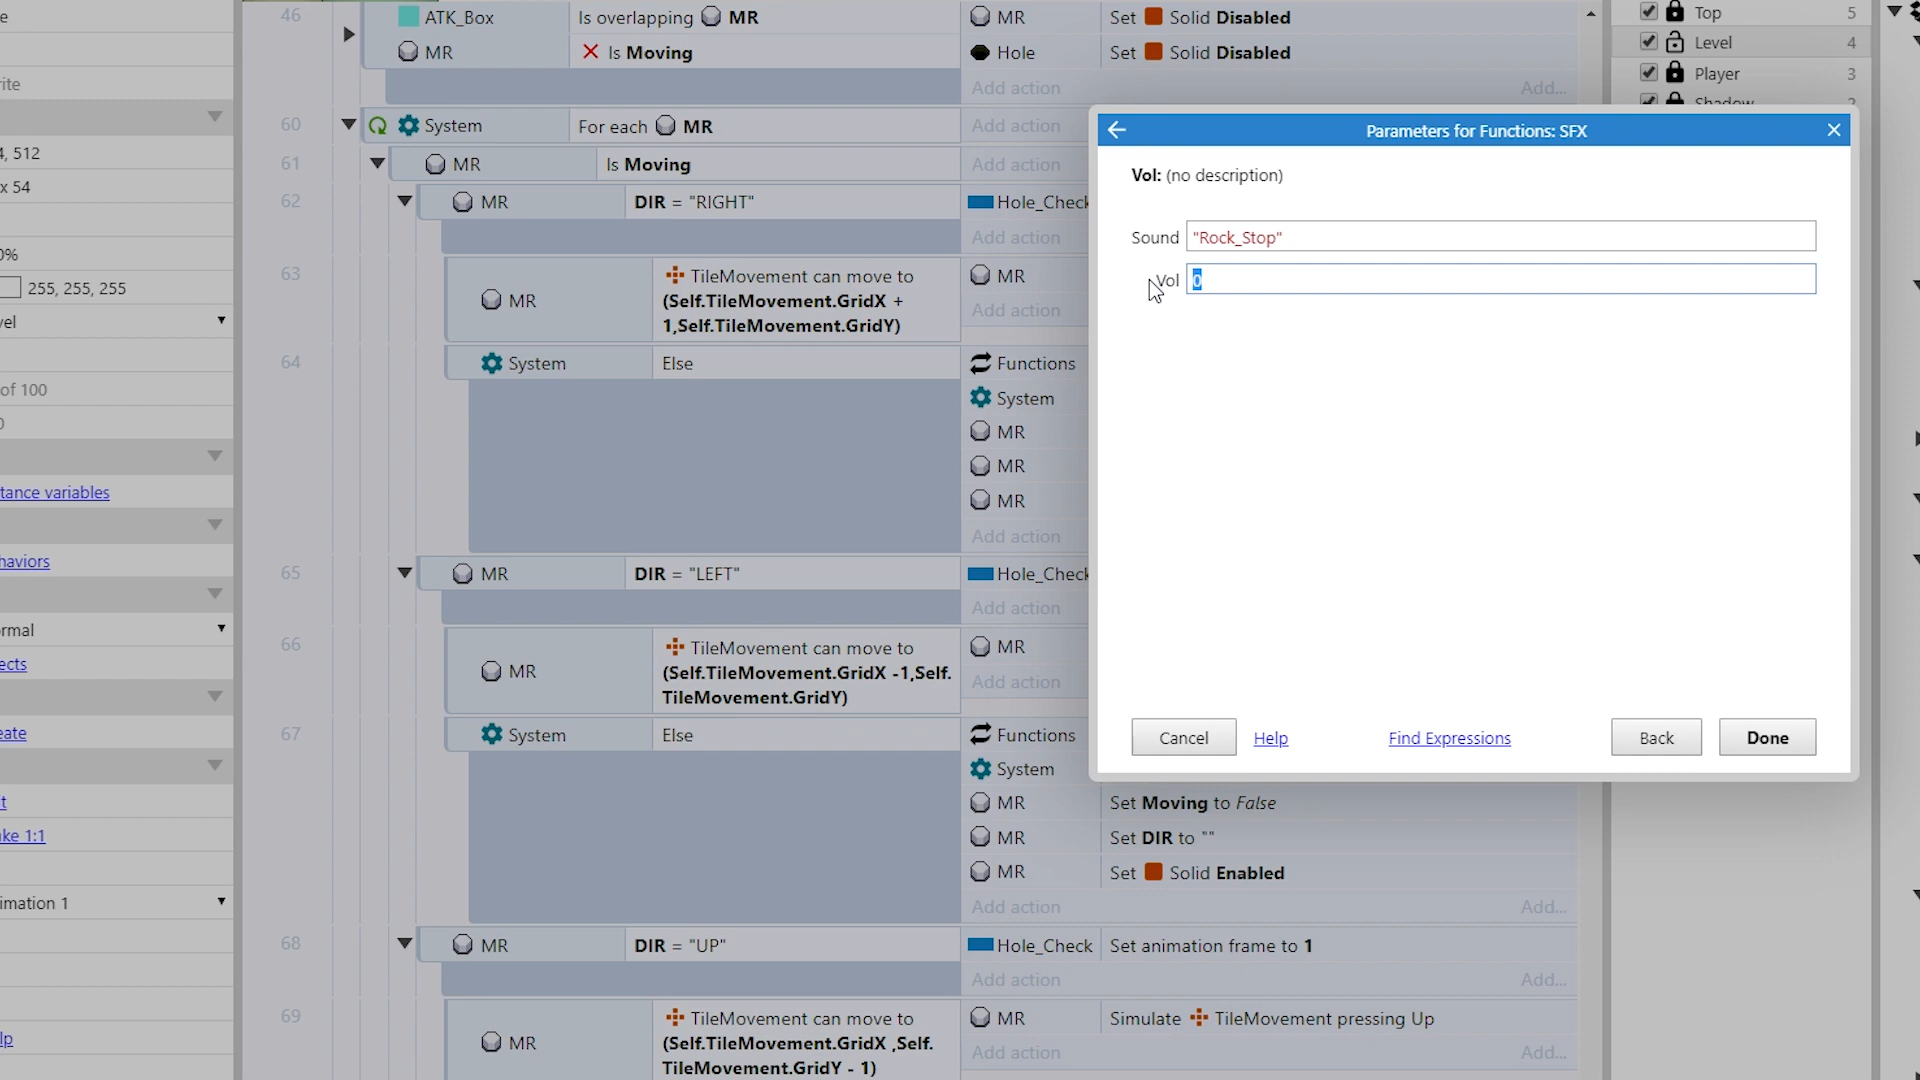 e
rite
4, 512
x 54
0%
255, 255, 255
vel
of 100
0
tance variables
haviors
rmal
ects
eate
t
ke 1:1
imation 1
lp
46 ATK_Box Is overlapping MR MR Set Solid Disabled
MR Is Moving Hole Set Solid Disabled
Add action Add...
60 System For each MR Add action
61 MR Is Moving Add action
62 MR DIR = "RIGHT" Hole_Check
Add action
63 MR TileMovement can move to MR
(Self.TileMovement.GridX +
1,Self.TileMovement.GridY) Add action
64 System Else Functions
System
MR
MR
MR
Add action
65 MR DIR = "LEFT" Hole_Check
Add action
66 MR TileMovement can move to MR
(Self.TileMovement.GridX -1,Self.
TileMovement.GridY) Add action
67 System Else Functions
System
MR Set Moving to False
MR Set DIR to ""
MR Set Solid Enabled
Add action Add...
68 MR DIR = "UP" Hole_Check Set animation frame to 1
Add action Add...
69 MR TileMovement can move to MR Simulate TileMovement pressing Up
(Self.TileMovement.GridX ,Self.
TileMovement.GridY - 1) Add action Add...
Top 5
Level 4
Player 3
Shadow 2
Parameters for Functions: SFX
Vol: (no description)
Sound "Rock_Stop"
Vol 0
Cancel Help Find Expressions Back Done